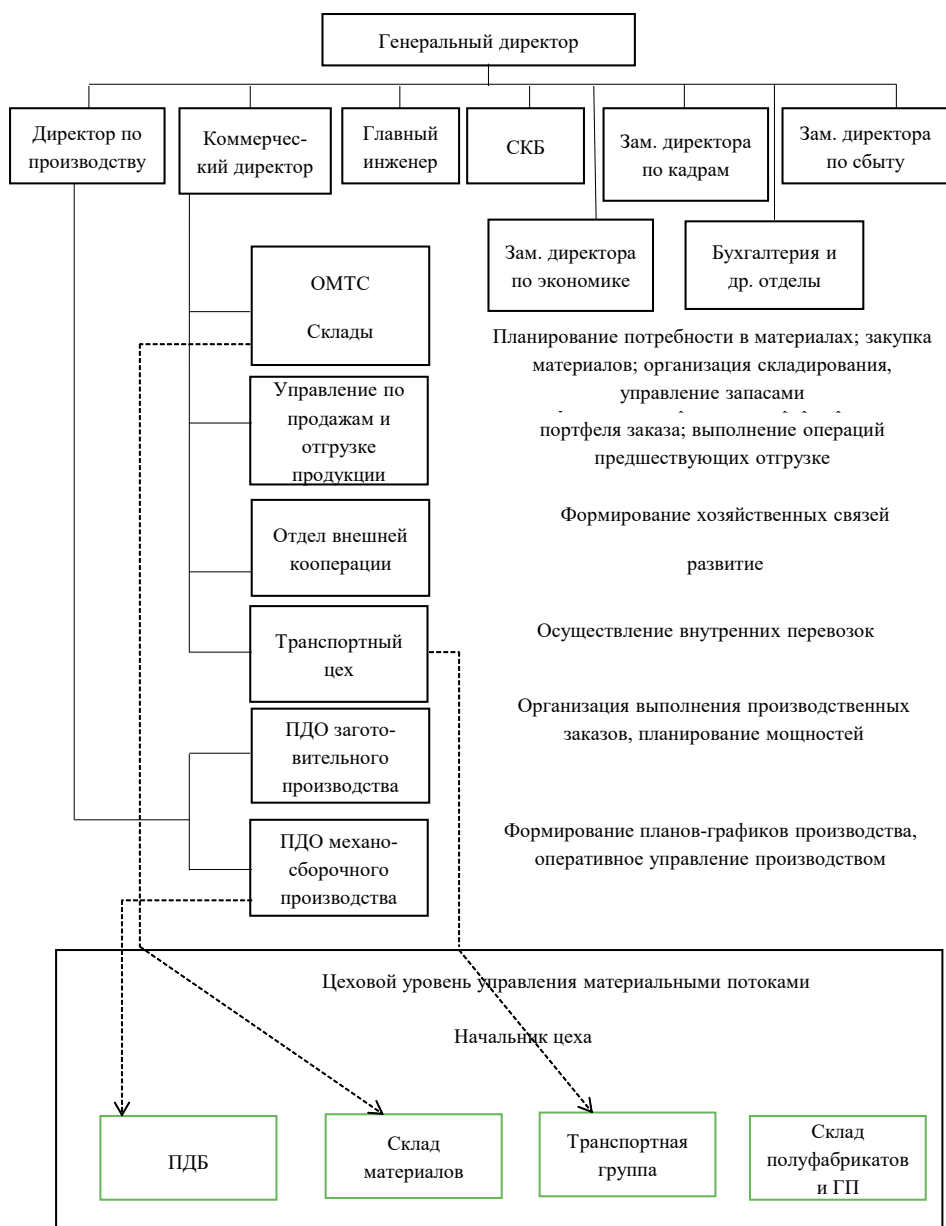 Генеральный директор
Директор по
производству
Коммерчес-
кий директор
Главный
инженер
СКБ
Зам. директора
по кадрам
Зам. директора
по сбыту
Зам. директора
по экономике
Бухгалтерия и
др. отделы
ОМТС
Склады
Планирование потребности в материалах; закупка
материалов; организация складирования,
управление запасами
Управление по
продажам и
отгрузке
продукции
портфеля заказа; выполнение операций
предшествующих отгрузке
Отдел внешней
кооперации
Формирование хозяйственных связей
развитие
Транспортный
цех
Осуществление внутренних перевозок
ПДО загото-
вительного
производства
Организация выполнения производственных
заказов, планирование мощностей
ПДО механо-
сборочного
производства
Формирование планов-графиков производства,
оперативное управление производством
Цеховой уровень управления материальными потоками
Начальник цеха
ПДБ
Склад
материалов
Транспортная
группа
Склад
полуфабрикатов
и ГП